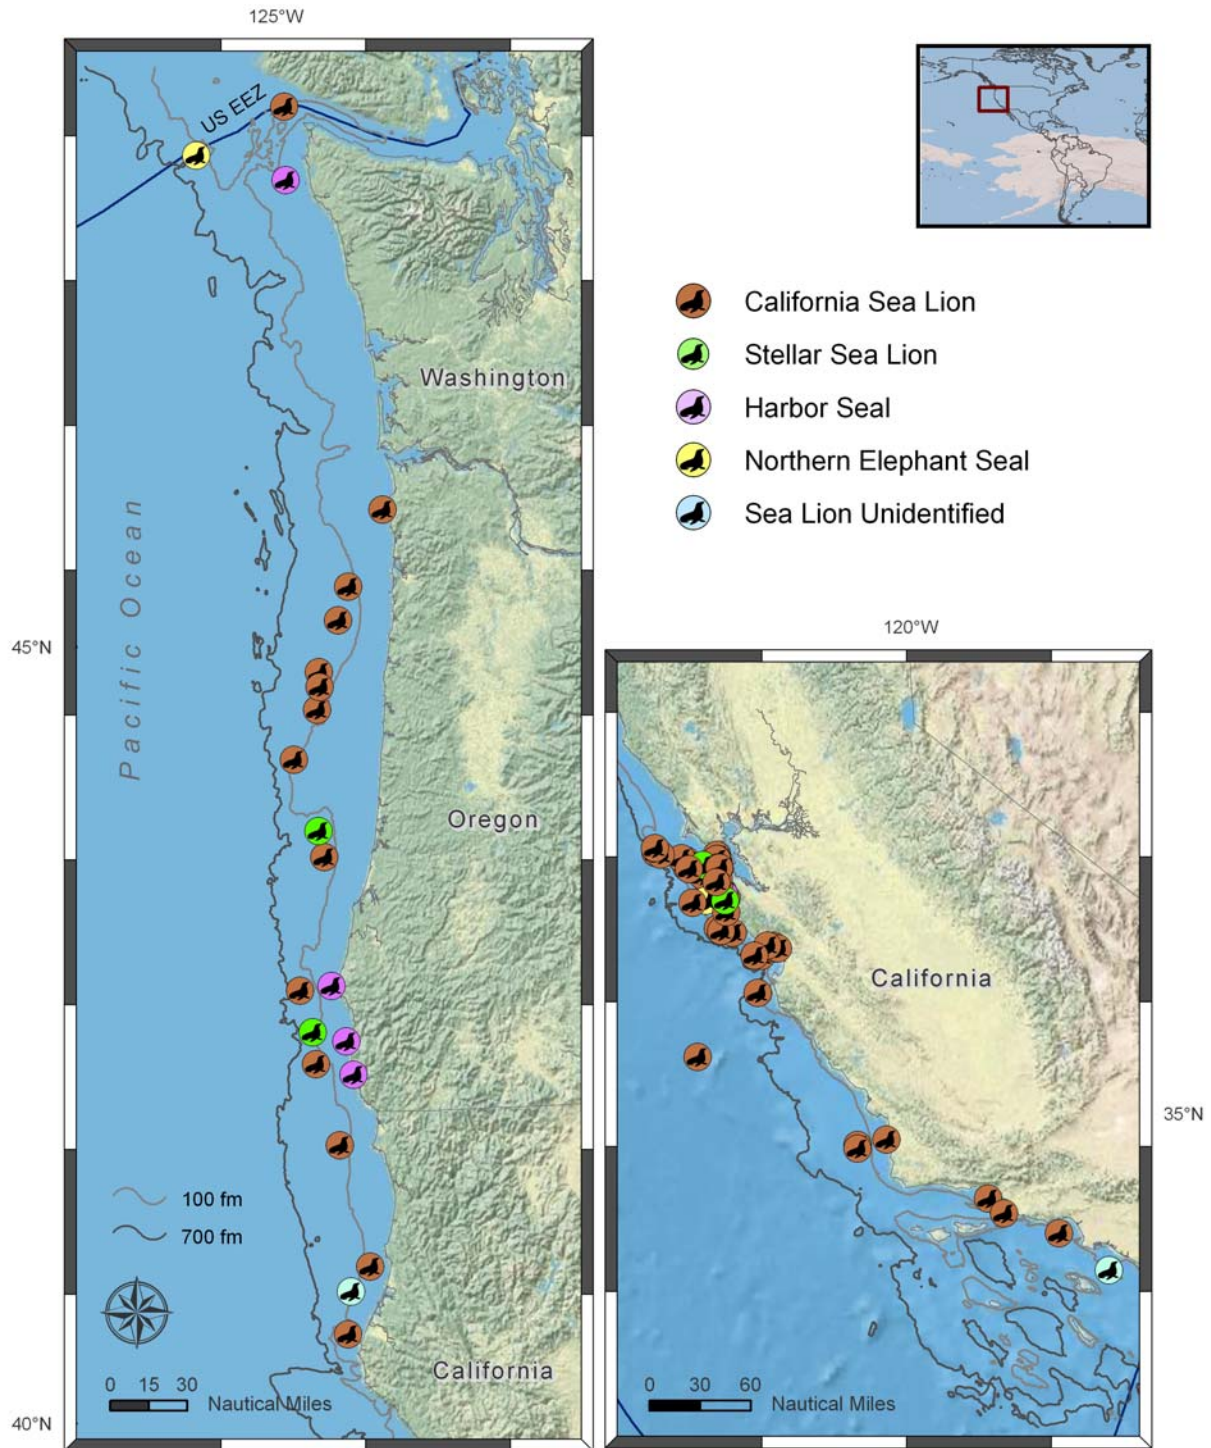 125°W
US EEZ
California Sea Lion
Stellar Sea Lion
Harbor Seal
Northern Elephant Seal
Sea Lion Unidentified
Washington
Pacific Ocean
45°N
Oregon
100 fm
700 fm
0 15 30 Nautical Miles
California
40°N
120°W
California
35°N
0 30 60
Nautical Miles